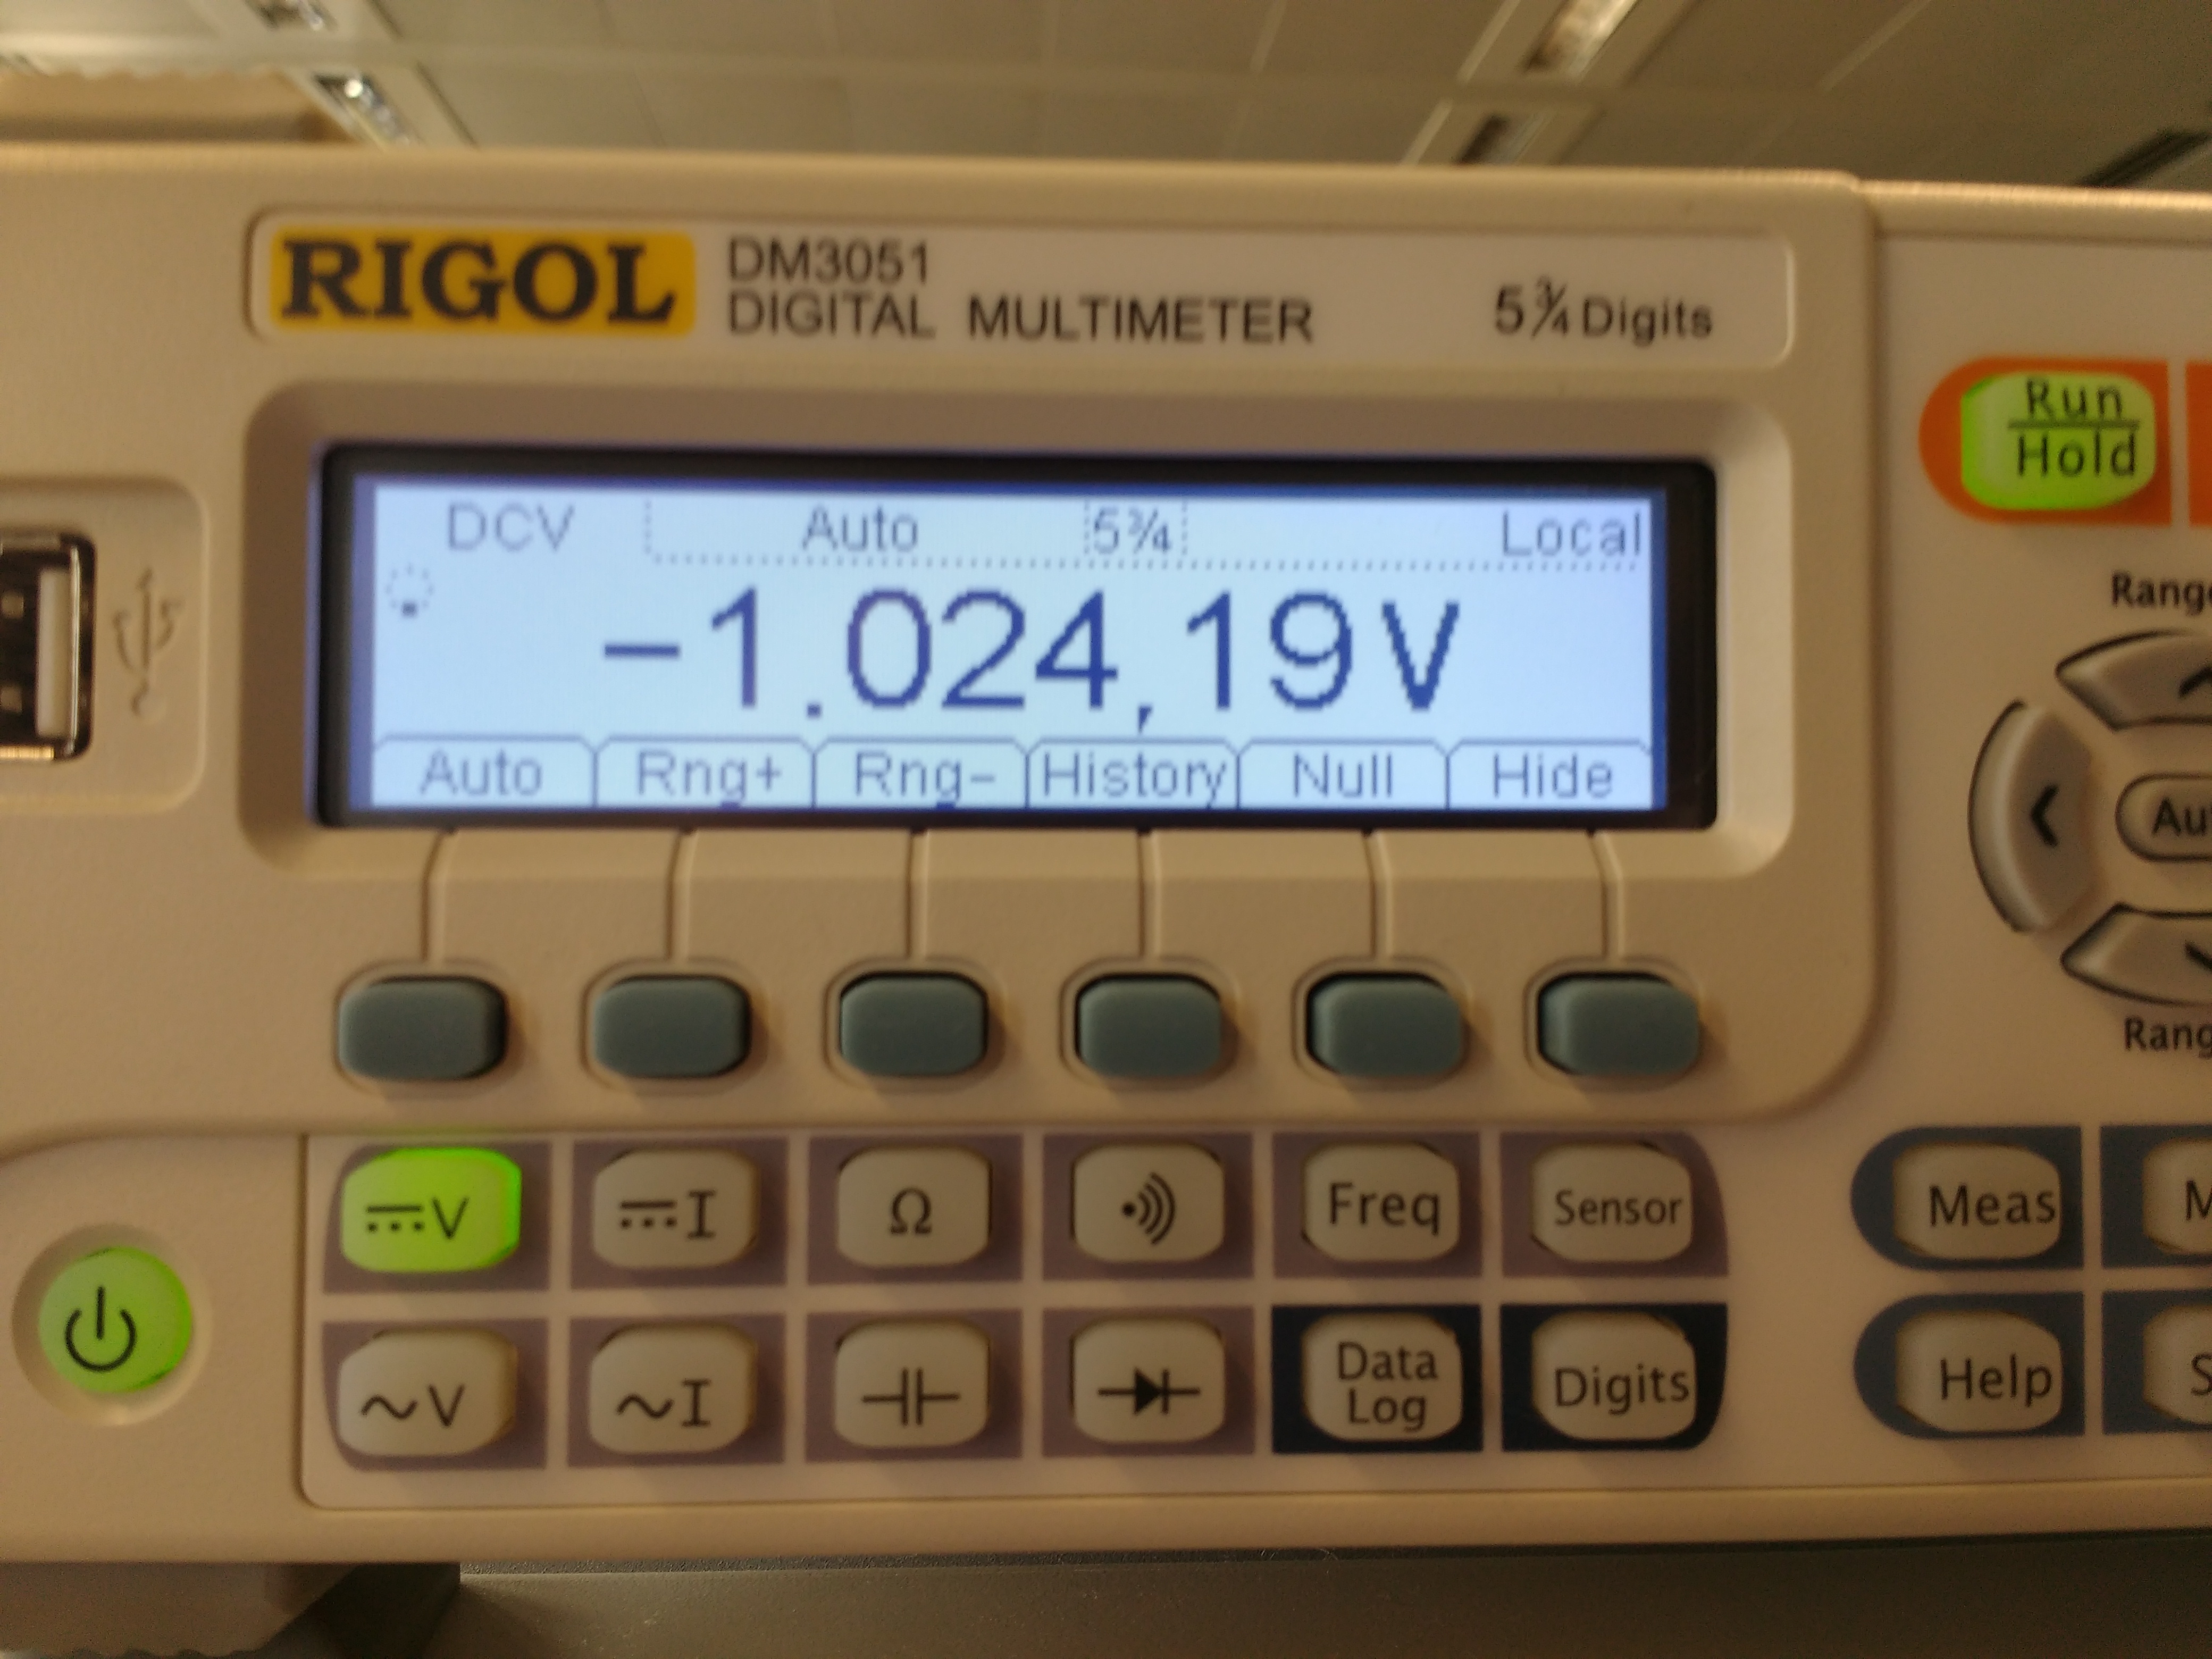 RIGOL
DM3051
DIGITAL MULTIMETER
5¾ Digits
Run
Hold
DCV Auto 5¾ Local
-1.024,19V
Auto Rng+ Rng- History Null Hide
V I Ω Freq Sensor Meas
~V ~I Data Log Digits Help